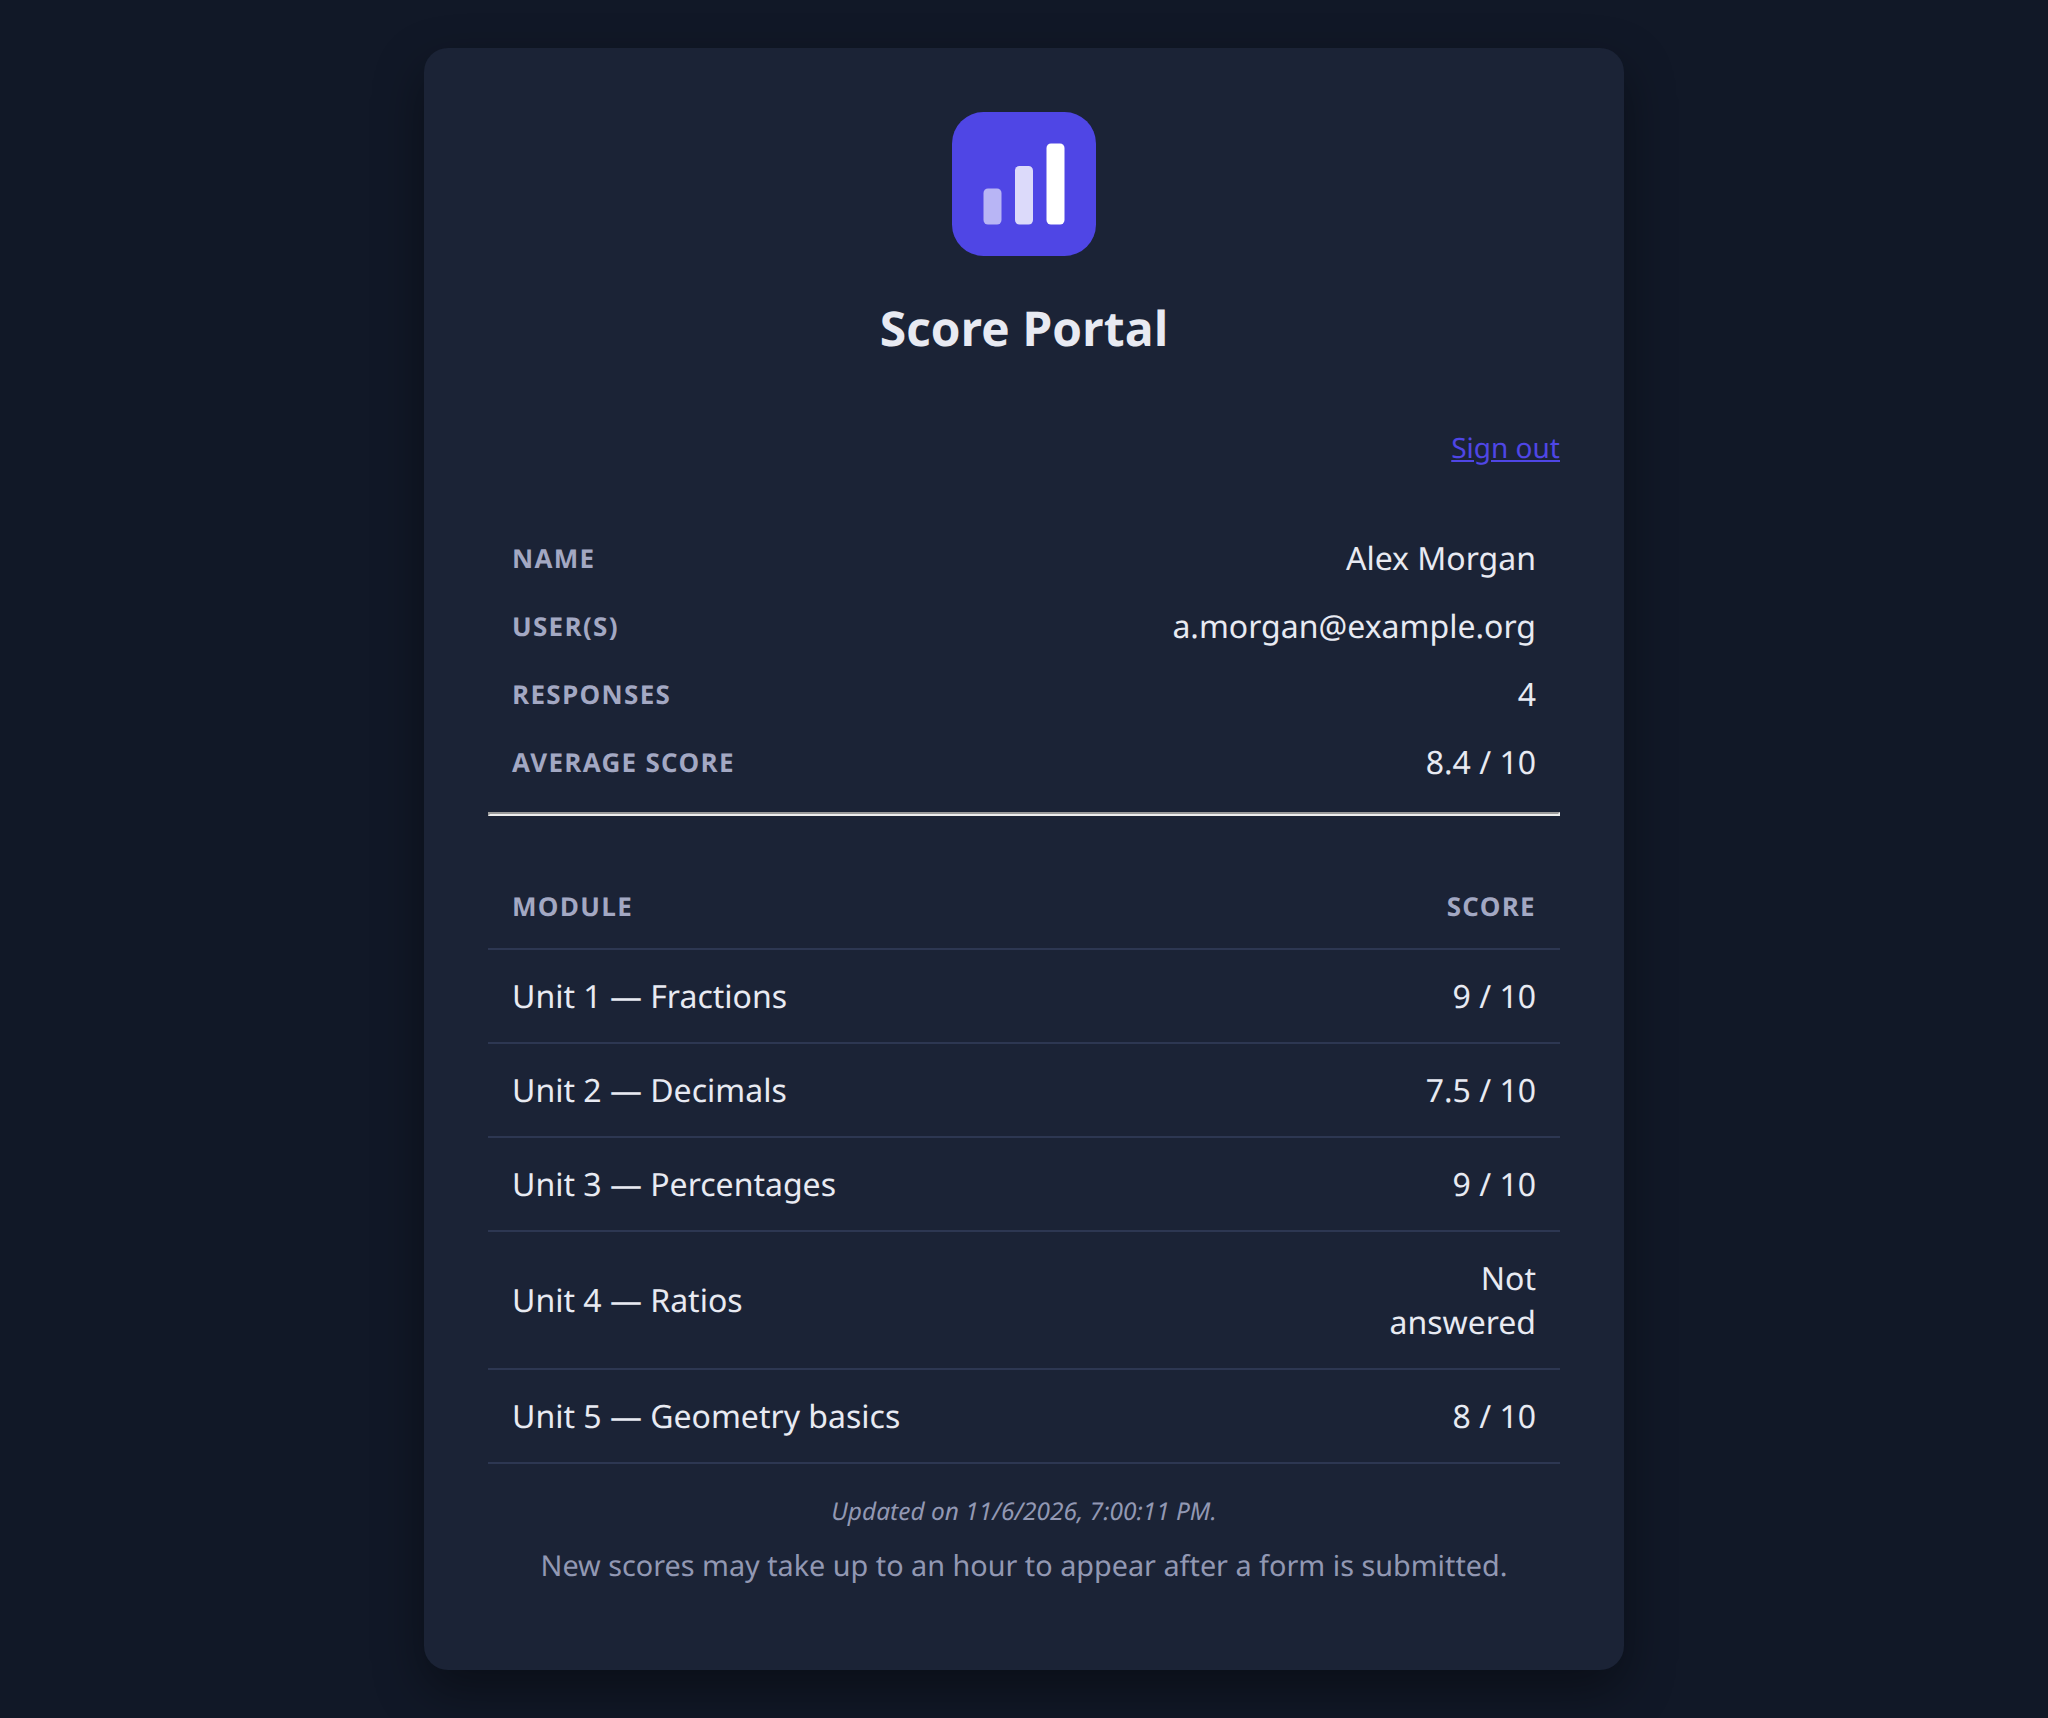 Score Portal
Sign out
NAME Alex Morgan
USER(S) a.morgan@example.org
RESPONSES 4
AVERAGE SCORE 8.4 / 10
MODULE SCORE
Unit 1 — Fractions 9 / 10
Unit 2 — Decimals 7.5 / 10
Unit 3 — Percentages 9 / 10
Unit 4 — Ratios Not
answered
Unit 5 — Geometry basics 8 / 10
Updated on 11/6/2026, 7:00:11 PM.
New scores may take up to an hour to appear after a form is submitted.